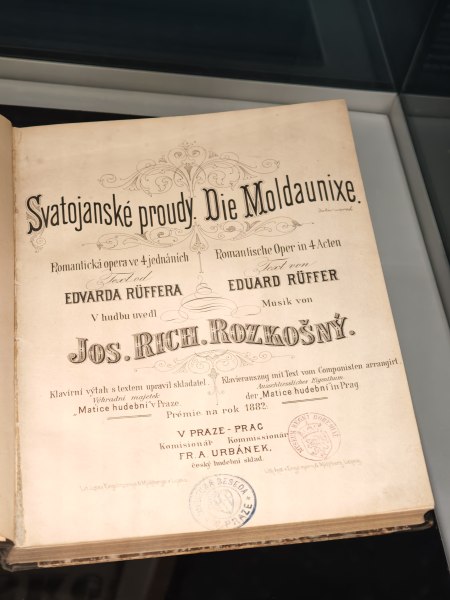 Svatojanské proudy. Die Moldaunixe.
Romantická opera ve 4 jednáních
Text od
EDVARDA RÜFFERA
V hudbu uvedl
Romantische Oper in 4 Acten
Text von
EDUARD RÜFFER
Musik von
JOS. RICH. ROZKOŠNÝ.
Klavírní výtah s textem upravil skladatel
Výhradní majetek
„Matice hudební" v Praze.
Klavierauszug mit Text vom Componisten arrangirt
Ausschliessliches Eigenthum
der „Matice hudební" in Prag.
Prémie na rok 1882.
V PRAZE - PRAG
Komisionář Kommissionär
FR. A. URBÁNEK.
český hudební sklad.
BESEDA
PRAZE